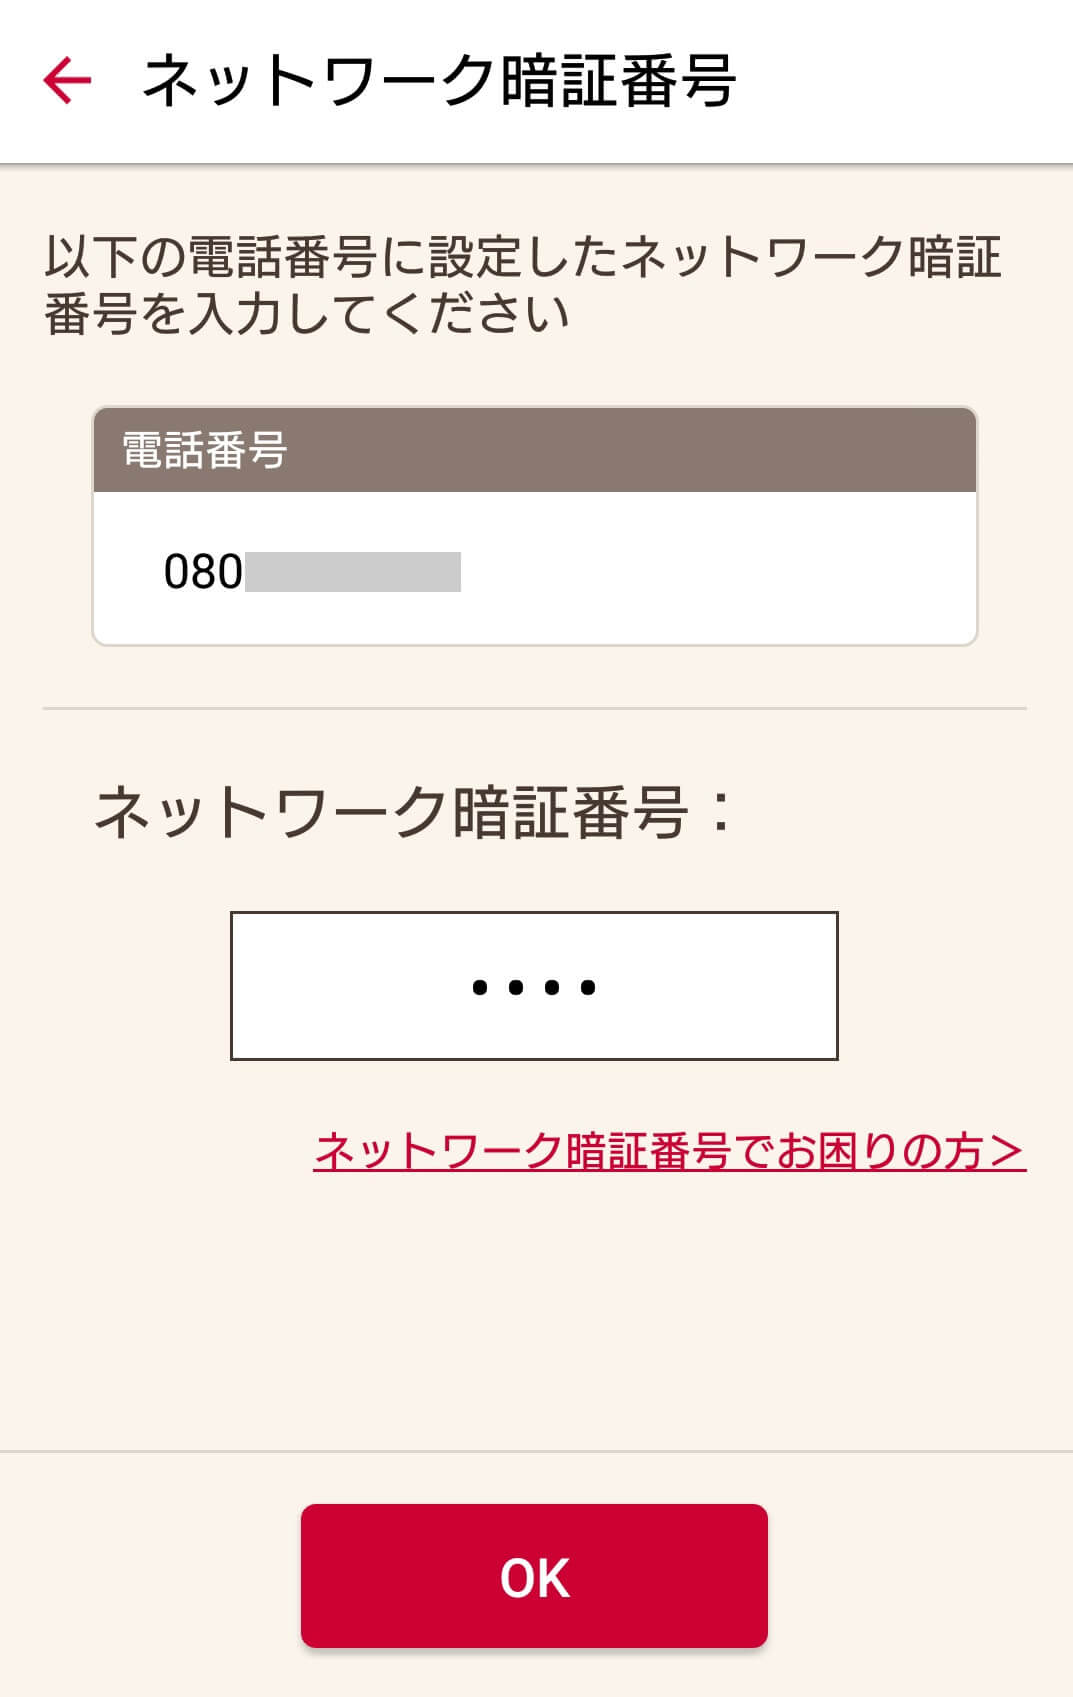 ネットワーク暗証番号
以下の電話番号に設定したネットワーク暗証
番号を入力してください
電話番号
080
ネットワーク暗証番号：
••••
ネットワーク暗証番号でお困りの方＞
OK